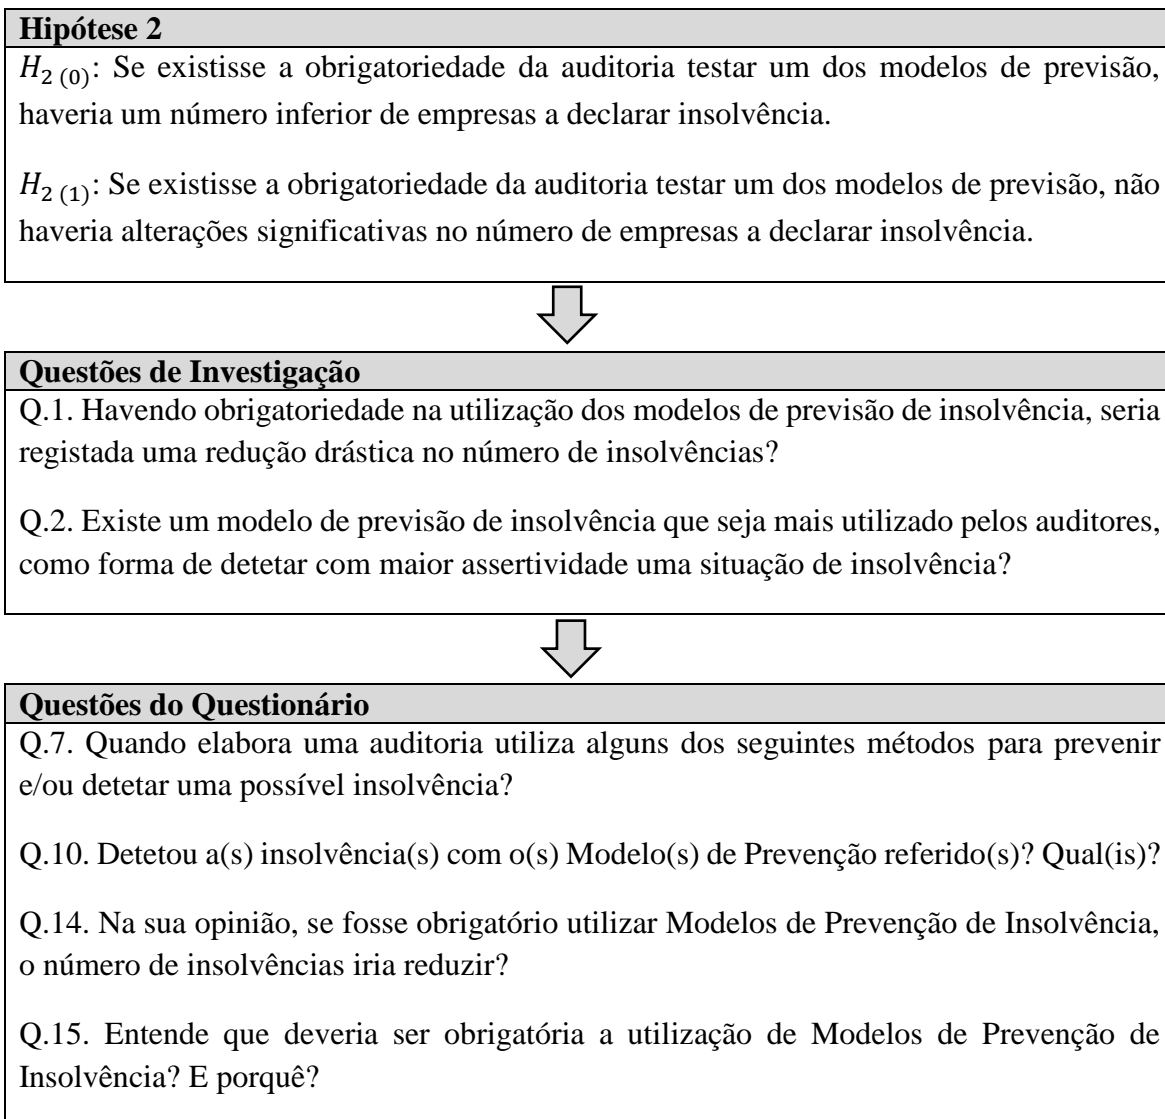 Hipótese 2
H₂ ₍₀₎: Se existisse a obrigatoriedade da auditoria testar um dos modelos de previsão,
haveria um número inferior de empresas a declarar insolvência.
H₂ ₍₁₎: Se existisse a obrigatoriedade da auditoria testar um dos modelos de previsão, não
haveria alterações significativas no número de empresas a declarar insolvência.
Questões de Investigação
Q.1. Havendo obrigatoriedade na utilização dos modelos de previsão de insolvência, seria
registada uma redução drástica no número de insolvências?
Q.2. Existe um modelo de previsão de insolvência que seja mais utilizado pelos auditores,
como forma de detetar com maior assertividade uma situação de insolvência?
Questões do Questionário
Q.7. Quando elabora uma auditoria utiliza alguns dos seguintes métodos para prevenir
e/ou detetar uma possível insolvência?
Q.10. Detetou a(s) insolvência(s) com o(s) Modelo(s) de Prevenção referido(s)? Qual(is)?
Q.14. Na sua opinião, se fosse obrigatório utilizar Modelos de Prevenção de Insolvência,
o número de insolvências iria reduzir?
Q.15. Entende que deveria ser obrigatória a utilização de Modelos de Prevenção de
Insolvência? E porquê?